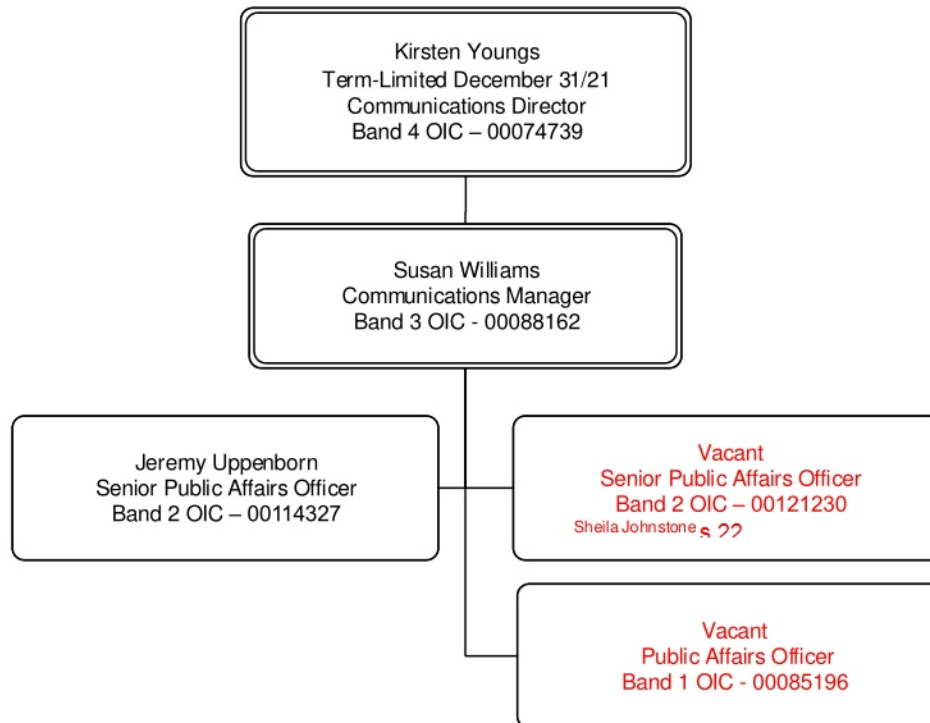 Kirsten Youngs
Term-Limited December 31/21
Communications Director
Band 4 OIC – 00074739
Susan Williams
Communications Manager
Band 3 OIC - 00088162
Jeremy Uppenborn
Senior Public Affairs Officer
Band 2 OIC – 00114327
Vacant
Senior Public Affairs Officer
Band 2 OIC – 00121230
Sheila Johnstone s 22
Vacant
Public Affairs Officer
Band 1 OIC - 00085196